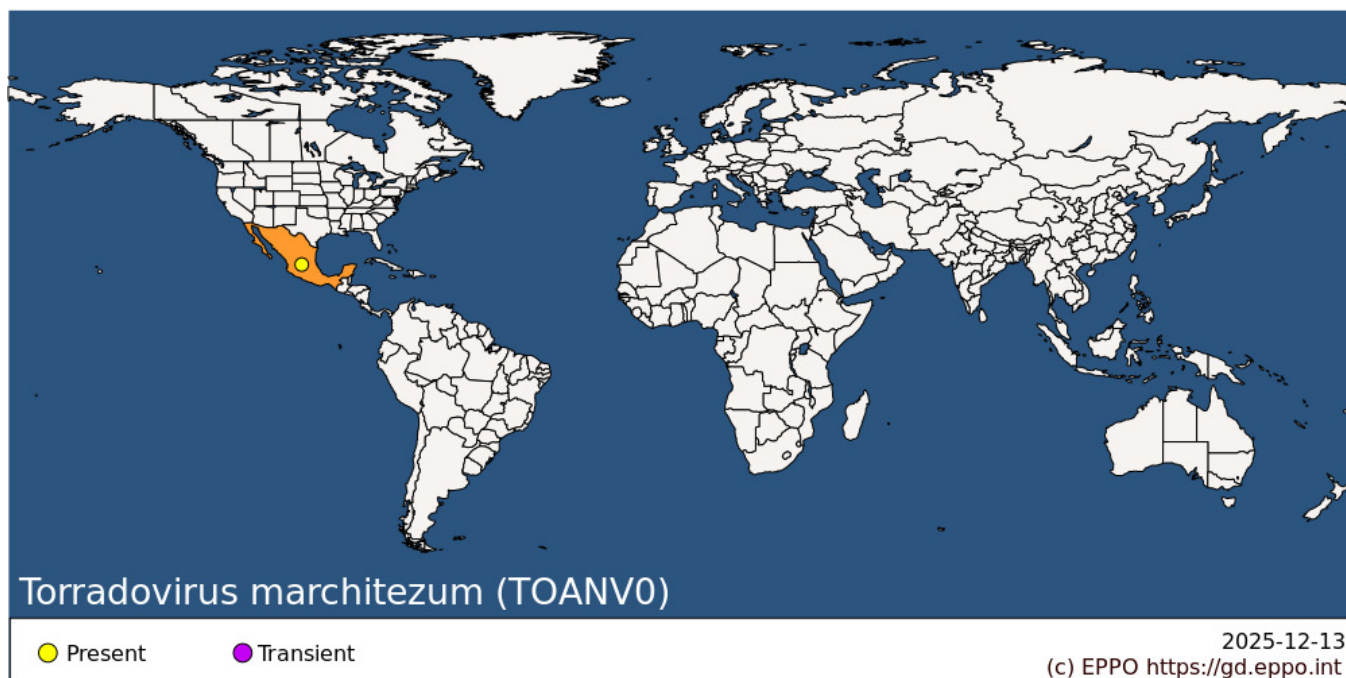 Torradovirus marchitezum (TOANV0)
Present
Transient
2025-12-13
(c) EPPO https://gd.eppo.int